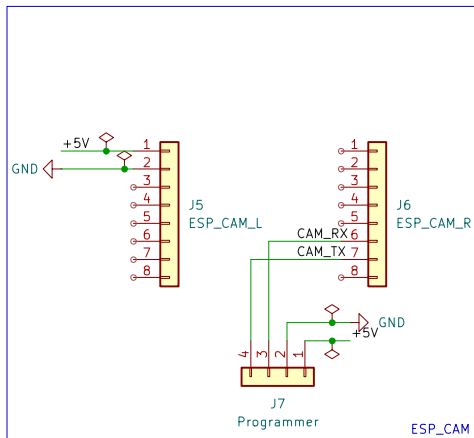 +5V
GND
1
2
3
4
5
6
7
8
J5
ESP_CAM_L
1
2
3
4
5
6
7
8
J6
ESP_CAM_R
CAM_RX
CAM_TX
GND
+5V
4
3
2
1
J7
Programmer
ESP_CAM